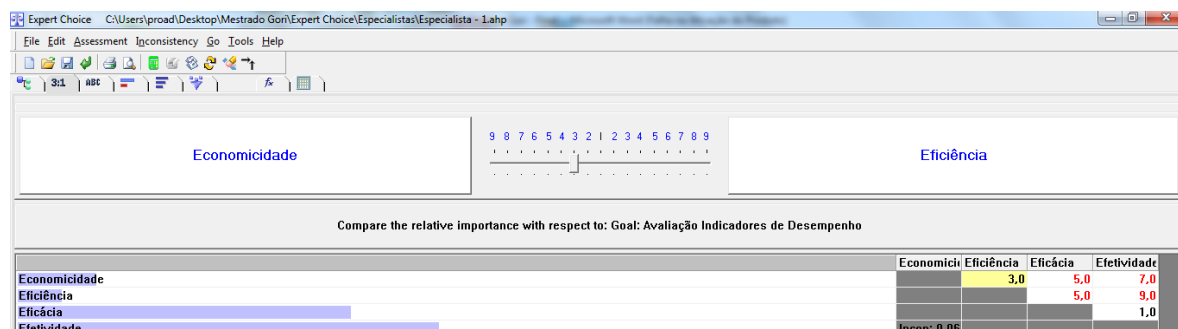 Expert Choice C:\Users\proad\Desktop\Mestrado Gori\Expert Choice\Especialistas\Especialista - 1.ahp
File Edit Assessment Inconsistency Go Tools Help
3:1 ABC fx
9 8 7 6 5 4 3 2 1 2 3 4 5 6 7 8 9
Economicidade Eficiência
Compare the relative importance with respect to: Goal: Avaliação Indicadores de Desempenho
Economici Eficiência Eficácia Efetividade
Economicidade 3,0 5,0 7,0
Eficiência 5,0 9,0
Eficácia 1,0
Efetividade Incon: 0,06